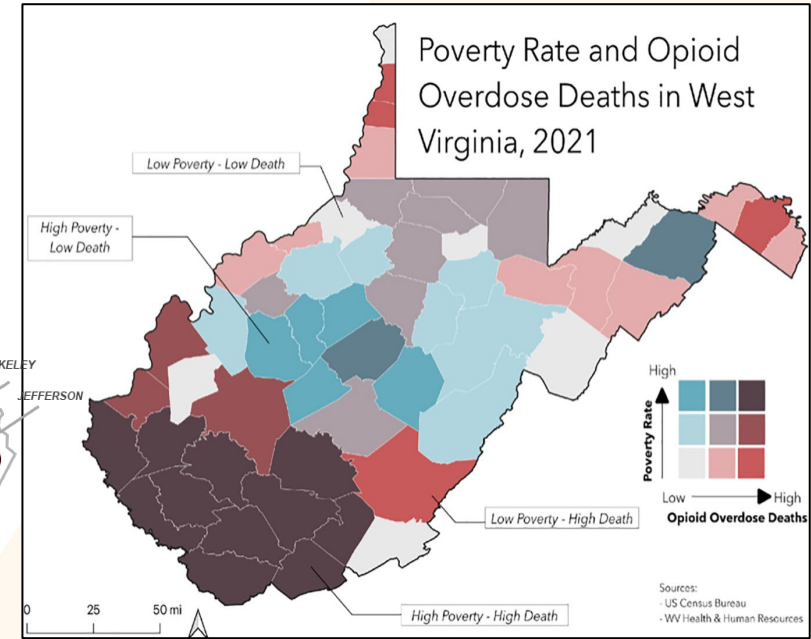 Poverty Rate and Opioid
Overdose Deaths in West
Virginia, 2021
Low Poverty - Low Death
High Poverty -
Low Death
KELEY
JEFFERSON
High
Poverty Rate
Low
High
Opioid Overdose Deaths
Low Poverty - High Death
High Poverty - High Death
0 25 50 mi
Sources:
- US Census Bureau
- WV Health & Human Resources